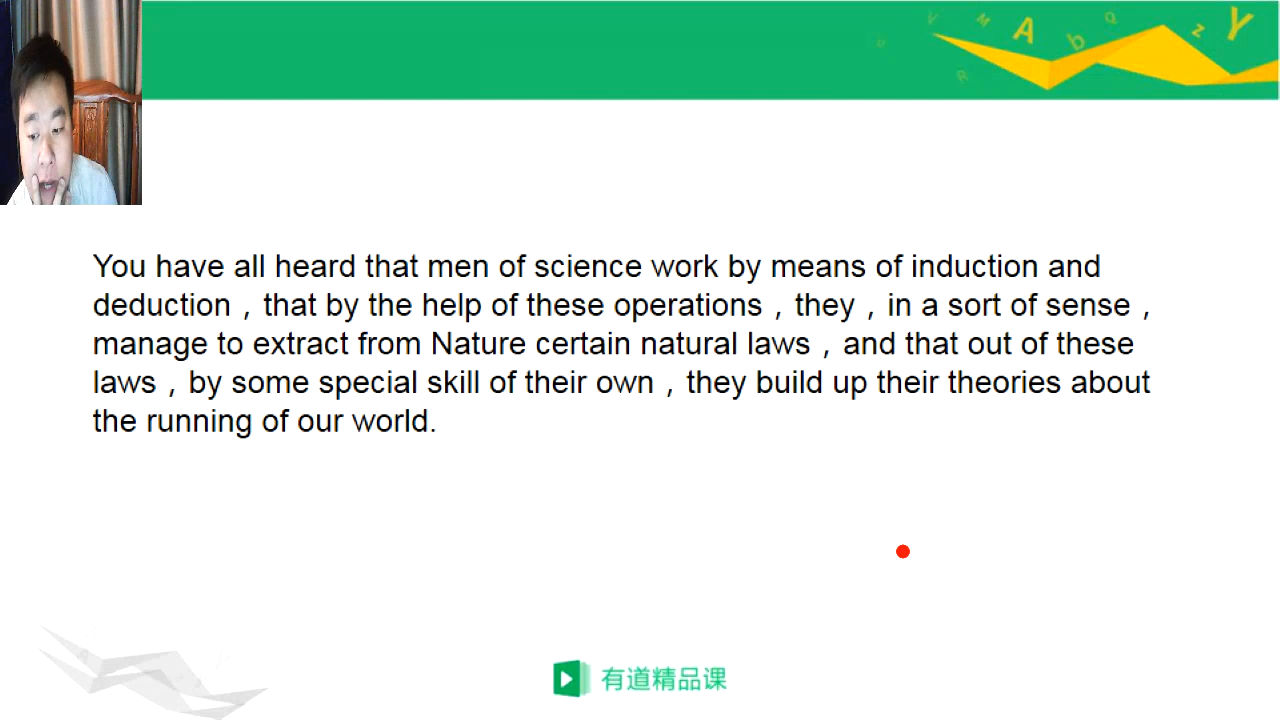 You have all heard that men of science work by means of induction and
deduction，that by the help of these operations，they，in a sort of sense，
manage to extract from Nature certain natural laws，and that out of these
laws，by some special skill of their own，they build up their theories about
the running of our world.
有道精品课